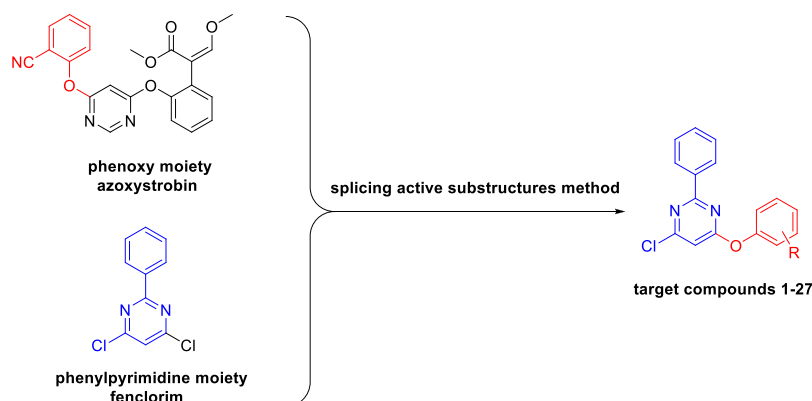 O
O
O
NC
O
O
N
N
phenoxy moiety
azoxystrobin
splicing active substructures method
N
N
Cl
O
R
target compounds 1-27
N
N
Cl
Cl
phenylpyrimidine moiety
fenclorim